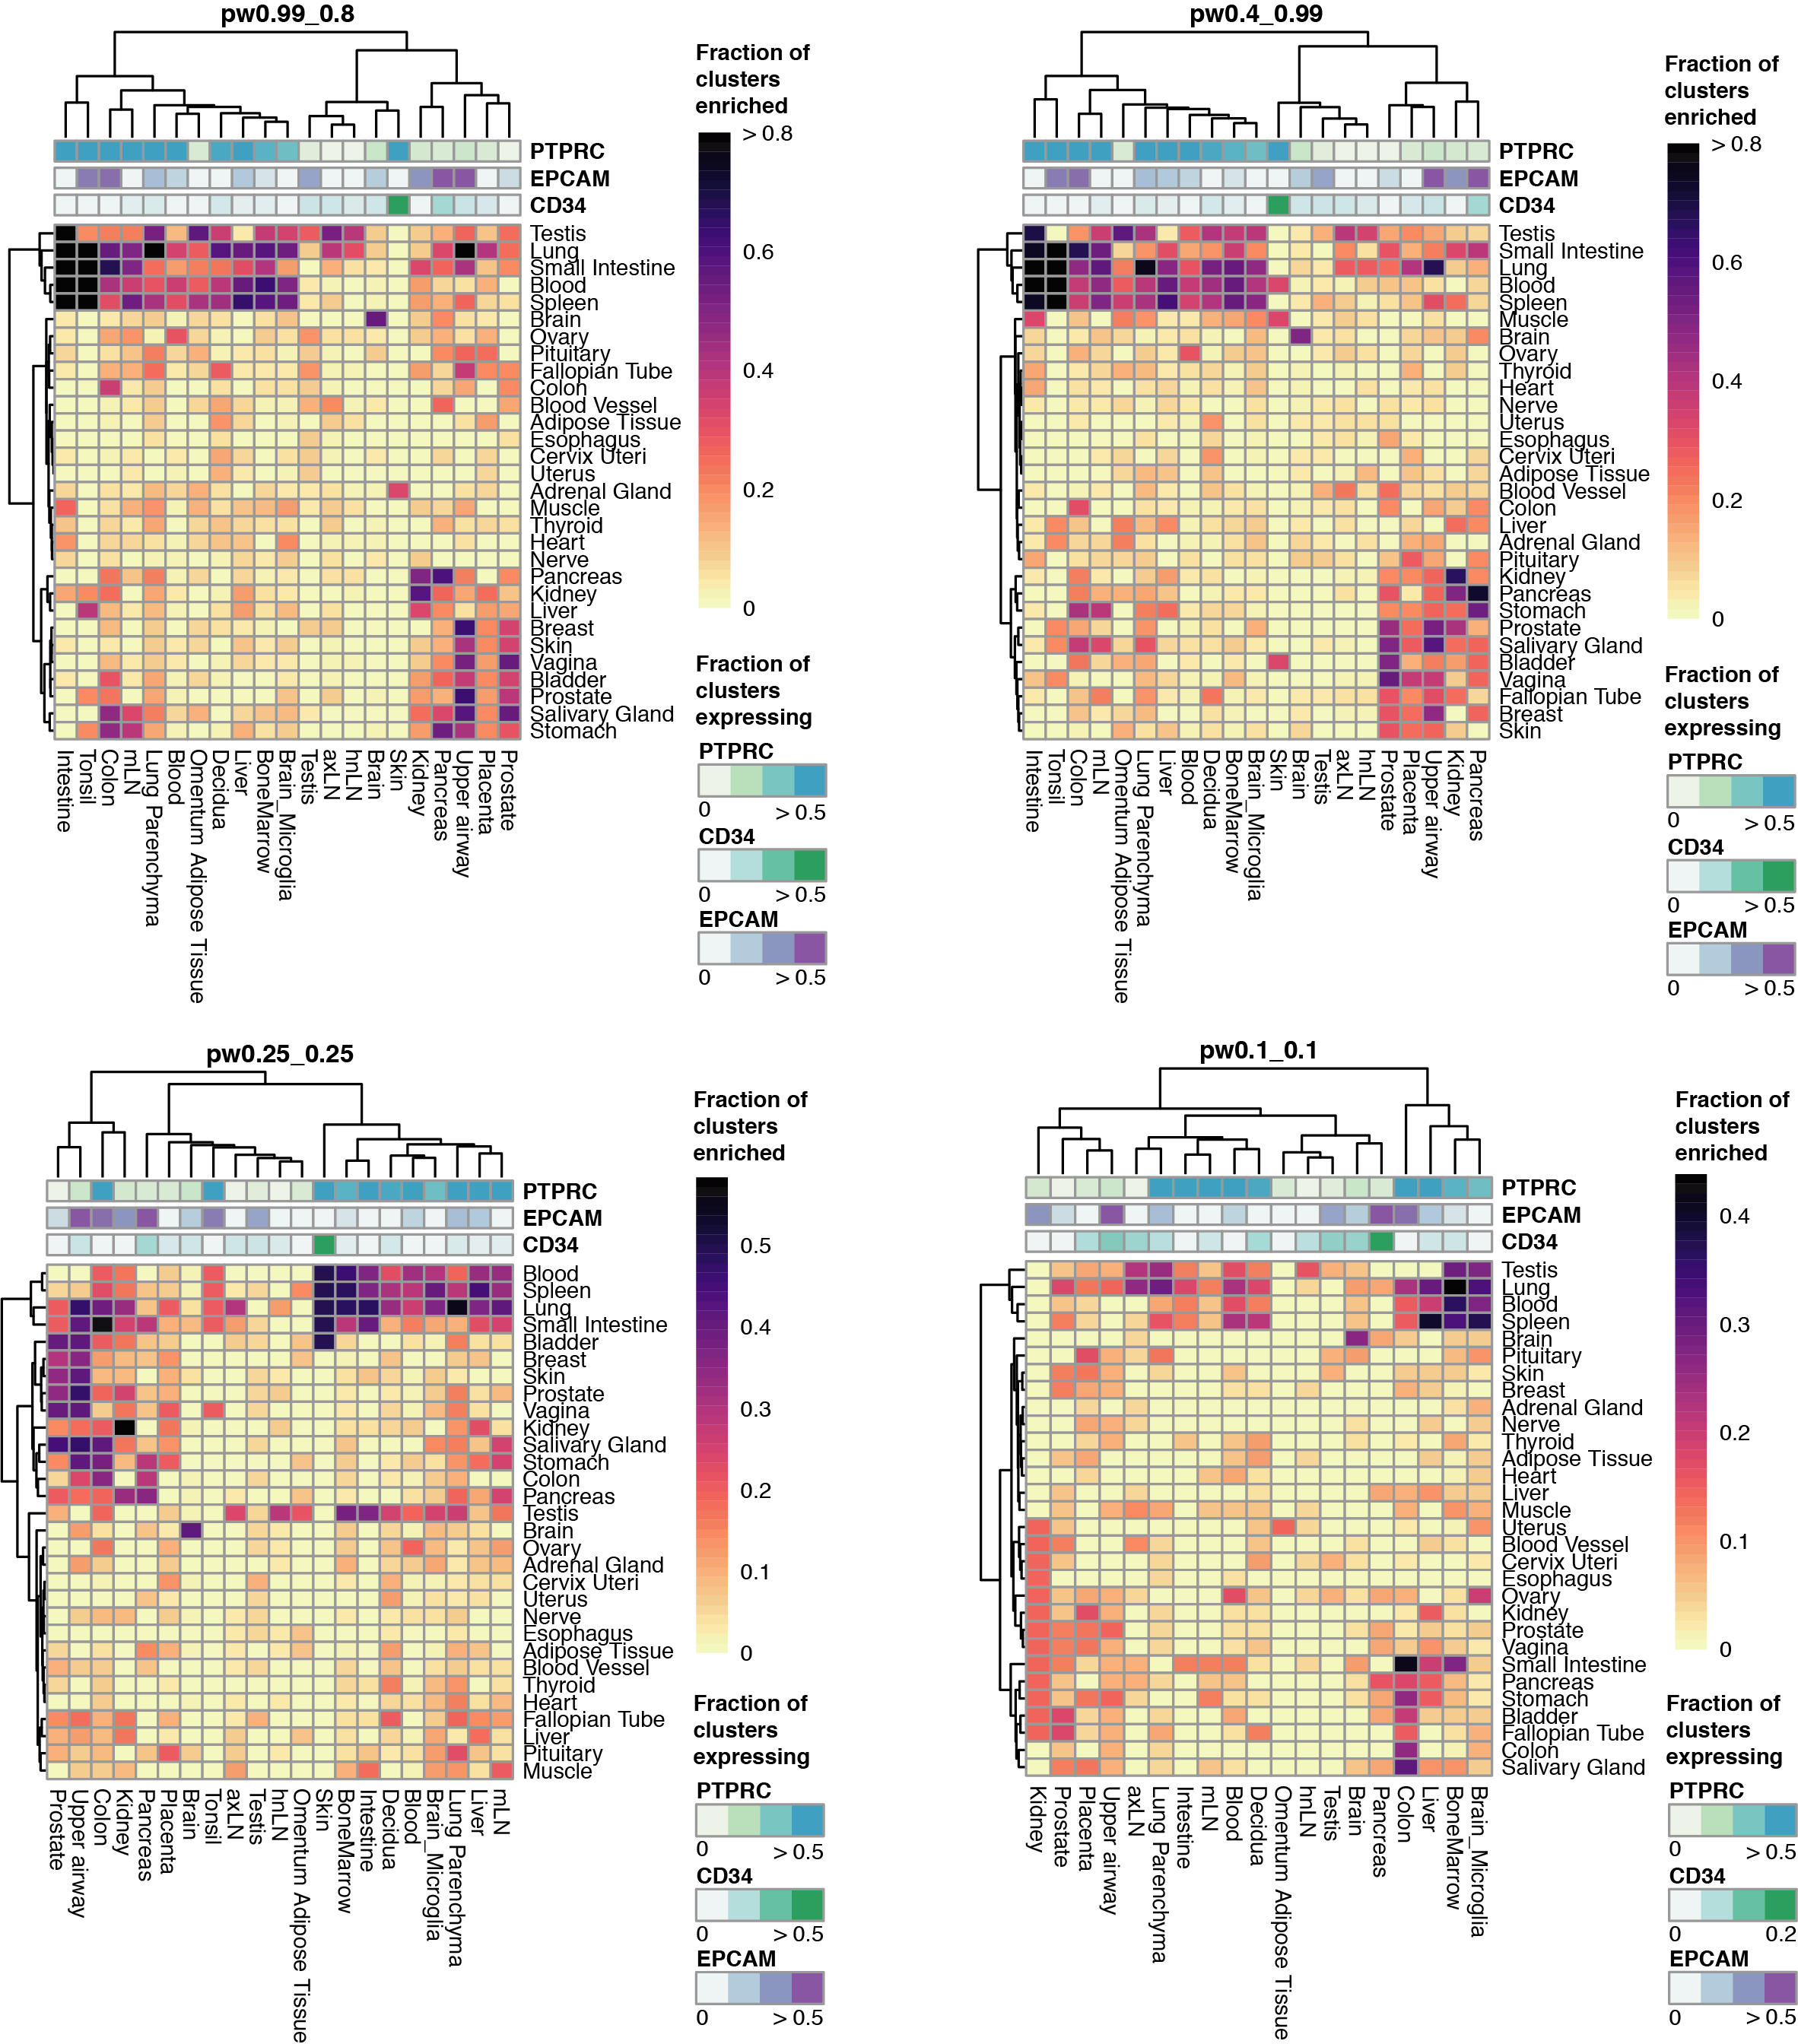 pw0.99_0.8
Fraction of
clusters
enriched
> 0.8
0.6
0.4
0.2
0
PTPRC
EPCAM
CD34
Testis
Lung
Small Intestine
Blood
Spleen
Brain
Ovary
Pituitary
Fallopian Tube
Colon
Blood Vessel
Adipose Tissue
Esophagus
Cervix Uteri
Uterus
Adrenal Gland
Muscle
Thyroid
Heart
Nerve
Pancreas
Kidney
Liver
Breast
Skin
Vagina
Bladder
Prostate
Salivary Gland
Stomach
Intestine
Tonsil
Colon
mLN
Lung Parenchyma
Blood
Omentum Adipose Tissue
Decidua
Liver
BoneMarrow
Brain_Microglia
Testis
axLN
hnLN
Brain
Skin
Kidney
Pancreas
Upper airway
Placenta
Prostate
Fraction of
clusters
expressing
PTPRC
0 > 0.5
CD34
0 > 0.5
EPCAM
0 > 0.5
pw0.4_0.99
Fraction of
clusters
enriched
> 0.8
0.6
0.4
0.2
0
PTPRC
EPCAM
CD34
Testis
Small Intestine
Lung
Blood
Spleen
Muscle
Brain
Ovary
Thyroid
Heart
Nerve
Uterus
Esophagus
Cervix Uteri
Adipose Tissue
Blood Vessel
Colon
Liver
Adrenal Gland
Pituitary
Kidney
Pancreas
Stomach
Prostate
Salivary Gland
Bladder
Vagina
Fallopian Tube
Breast
Skin
Intestine
Tonsil
Colon
mLN
Omentum Adipose Tissue
Lung Parenchyma
Liver
Blood
Decidua
BoneMarrow
Brain_Microglia
Skin
Brain
Testis
axLN
hLN
Prostate
Placenta
Upper airway
Kidney
Pancreas
Fraction of
clusters
expressing
PTPRC
0 > 0.5
CD34
0 > 0.5
EPCAM
0 > 0.5
pw0.25_0.25
Fraction of
clusters
enriched
0.5
0.4
0.3
0.2
0.1
0
PTPRC
EPCAM
CD34
Blood
Spleen
Lung
Small Intestine
Bladder
Breast
Skin
Prostate
Vagina
Kidney
Salivary Gland
Stomach
Colon
Pancreas
Testis
Brain
Ovary
Adrenal Gland
Cervix Uteri
Uterus
Nerve
Esophagus
Adipose Tissue
Blood Vessel
Thyroid
Heart
Fallopian Tube
Liver
Pituitary
Muscle
Prostate
Upper airway
Colon
Kidney
Pancreas
Placenta
Brain
Tonsil
axLN
Testis
hnLN
Omentum Adipose Tissue
Skin
BoneMarrow
Intestine
Decidua
Blood
Brain_Microglia
Lung Parenchyma
Liver
mLN
Fraction of
clusters
expressing
PTPRC
0 > 0.5
CD34
0 > 0.5
EPCAM
0 > 0.5
pw0.1_0.1
Fraction of
clusters
enriched
0.4
0.3
0.2
0.1
0
PTPRC
EPCAM
CD34
Testis
Lung
Blood
Spleen
Brain
Pituitary
Skin
Breast
Adrenal Gland
Nerve
Thyroid
Adipose Tissue
Heart
Liver
Muscle
Uterus
Blood Vessel
Cervix Uteri
Esophagus
Ovary
Kidney
Prostate
Vagina
Small Intestine
Pancreas
Stomach
Bladder
Fallopian Tube
Colon
Salivary Gland
Kidney
Prostate
Placenta
Upper airway
axLN
Lung Parenchyma
Intestine
mLN
Blood
Decidua
Omentum Adipose Tissue
hnLN
Testis
Brain
Pancreas
Colon
Liver
BoneMarrow
Brain_Microglia
Fraction of
clusters
expressing
PTPRC
0 > 0.5
CD34
0 0.2
EPCAM
0 > 0.5